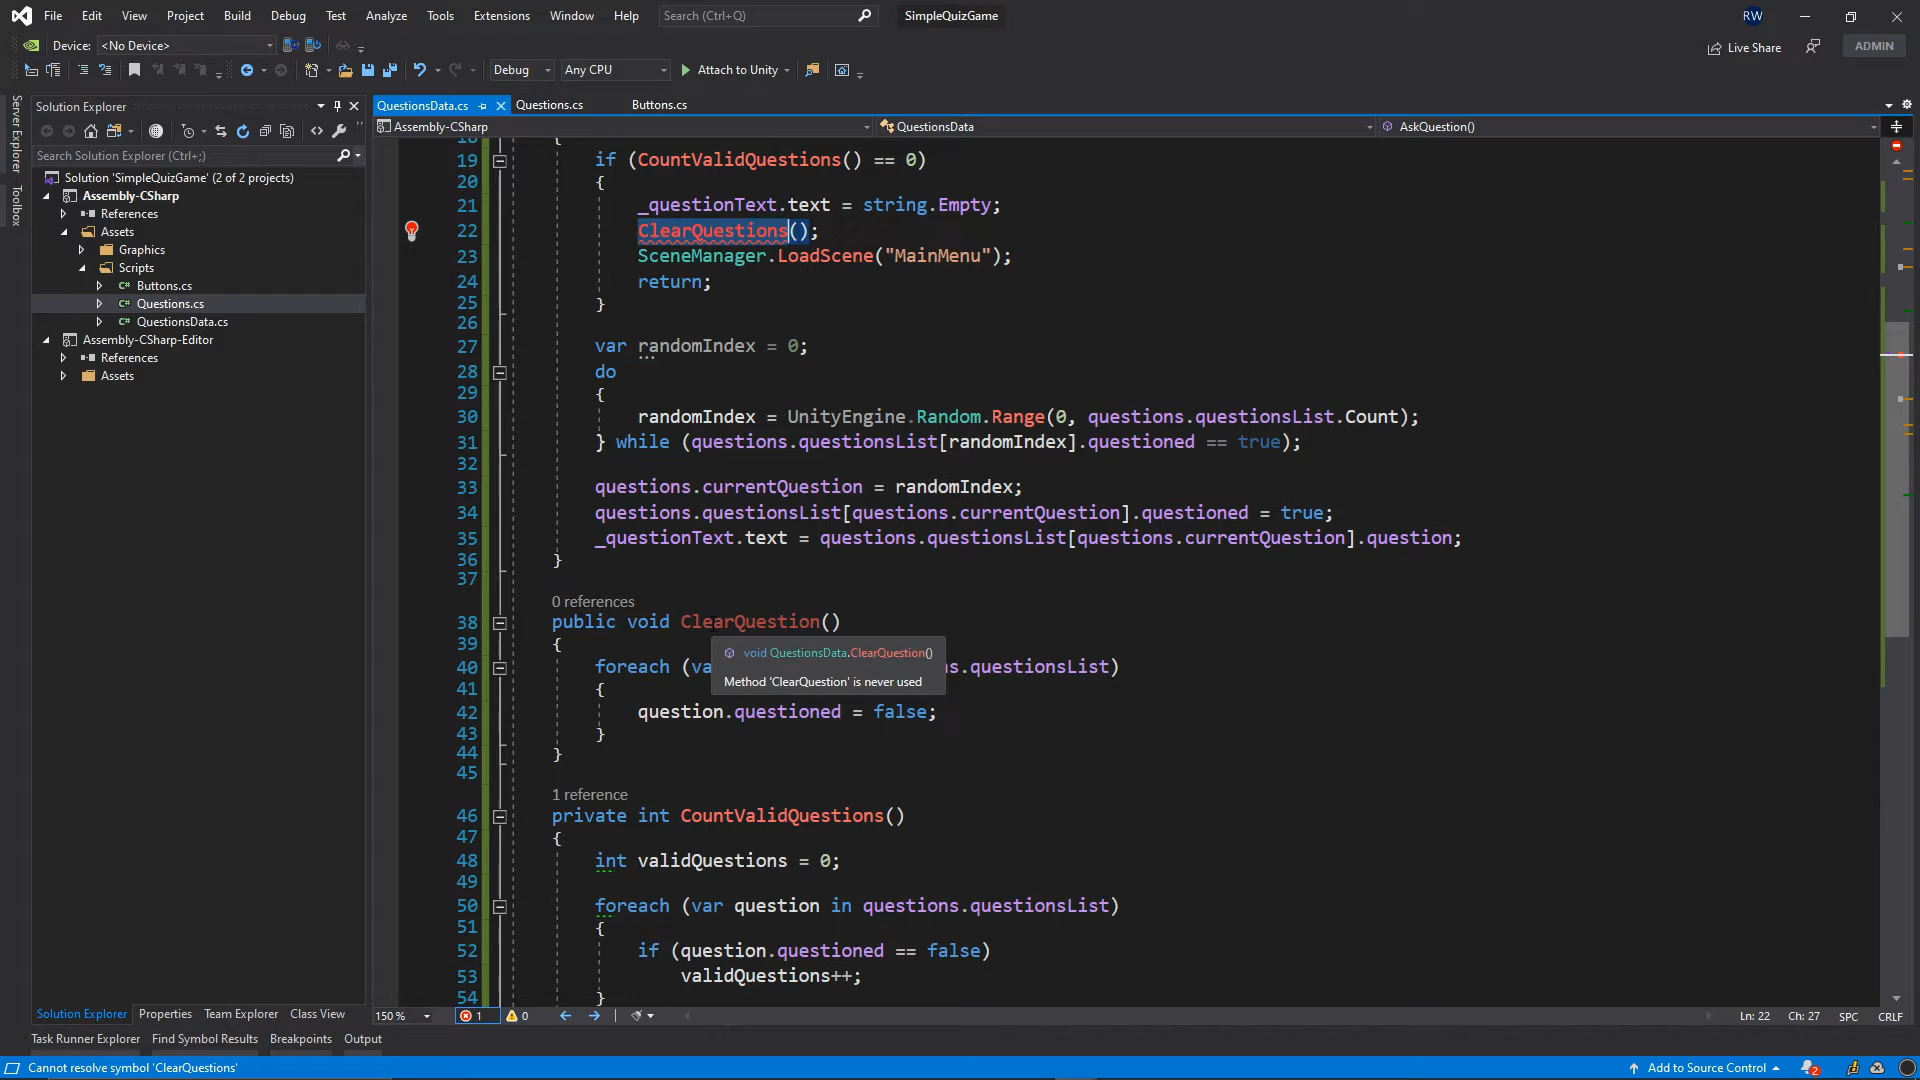 File Edit View Project Build Debug Test Analyze Tools Extensions Window Help Search (Ctrl+Q) SimpleQuizGame RW
Device: <No Device> Live Share ADMIN
Debug Any CPU Attach to Unity
Server Explorer
Toolbox
Solution Explorer
Search Solution Explorer (Ctrl+;)
Solution 'SimpleQuizGame' (2 of 2 projects)
Assembly-CSharp
References
Assets
Graphics
Scripts
C# Buttons.cs
C# Questions.cs
C# QuestionsData.cs
Assembly-CSharp-Editor
References
Assets
Solution Explorer Properties Team Explorer Class View
QuestionsData.cs Questions.cs Buttons.cs
Assembly-CSharp QuestionsData AskQuestion()
18 {
19 if (CountValidQuestions() == 0)
20 {
21 _questionText.text = string.Empty;
22 ClearQuestions();
23 SceneManager.LoadScene("MainMenu");
24 return;
25 }
26
27 var randomIndex = 0;
28 do
29 {
30 randomIndex = UnityEngine.Random.Range(0, questions.questionsList.Count);
31 } while (questions.questionsList[randomIndex].questioned == true);
32
33 questions.currentQuestion = randomIndex;
34 questions.questionsList[questions.currentQuestion].questioned = true;
35 _questionText.text = questions.questionsList[questions.currentQuestion].question;
36 }
37
0 references
38 public void ClearQuestion()
39 {
void QuestionsData.ClearQuestion()
40 foreach (va ns.questionsList)
Method 'ClearQuestion' is never used
41 {
42 question.questioned = false;
43 }
44 }
45
1 reference
46 private int CountValidQuestions()
47 {
48 int validQuestions = 0;
49
50 foreach (var question in questions.questionsList)
51 {
52 if (question.questioned == false)
53 validQuestions++;
54 }
150 % 1 0 Ln: 22 Ch: 27 SPC CRLF
Task Runner Explorer Find Symbol Results Breakpoints Output
Cannot resolve symbol 'ClearQuestions' Add to Source Control 2